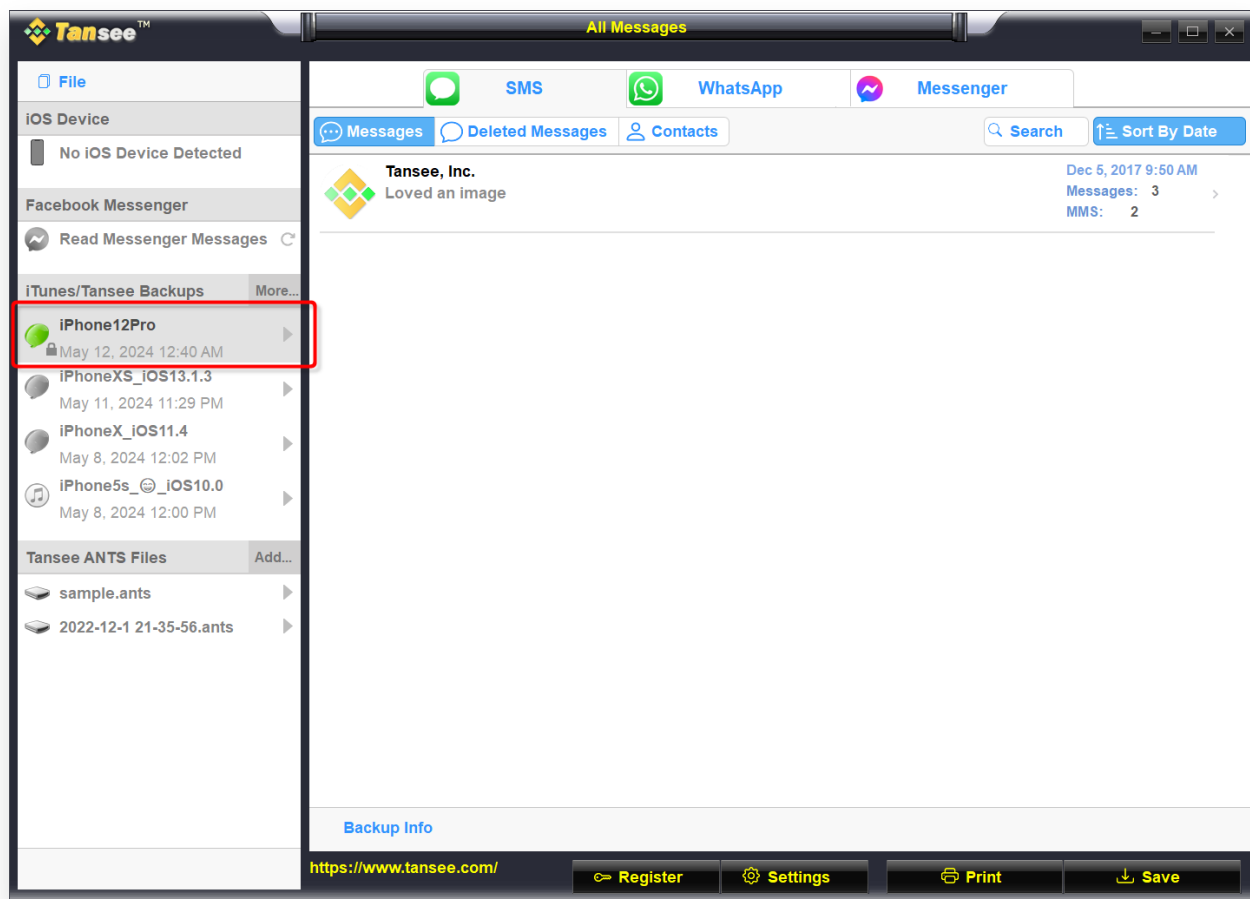 Tansee™
All Messages
File
SMS
WhatsApp
Messenger
iOS Device
Messages
Deleted Messages
Contacts
Search
Sort By Date
No iOS Device Detected
Tansee, Inc.
Loved an image
Dec 5, 2017 9:50 AM
Messages: 3
MMS: 2
Facebook Messenger
Read Messenger Messages
iTunes/Tansee Backups
More...
iPhone12Pro
May 12, 2024 12:40 AM
iPhoneXS_iOS13.1.3
May 11, 2024 11:29 PM
iPhoneX_iOS11.4
May 8, 2024 12:02 PM
iPhone5s_😄_iOS10.0
May 8, 2024 12:00 PM
Tansee ANTS Files
Add...
sample.ants
2022-12-1 21-35-56.ants
Backup Info
https://www.tansee.com/
Register
Settings
Print
Save